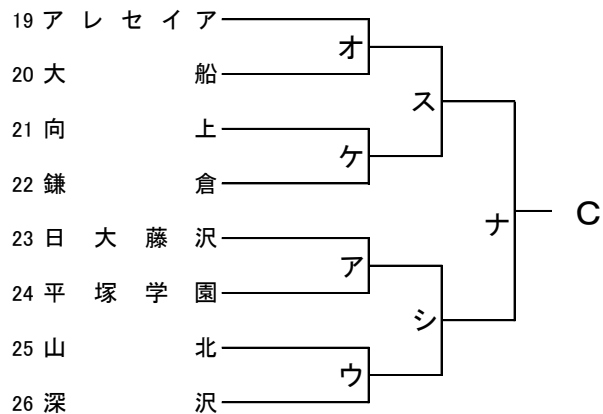 19 アレセイア
オ
20 大船
ス
21 向上
ケ
22 鎌倉
ナ C
23 日大藤沢
ア
24 平塚学園
シ
25 山北
ウ
26 深沢